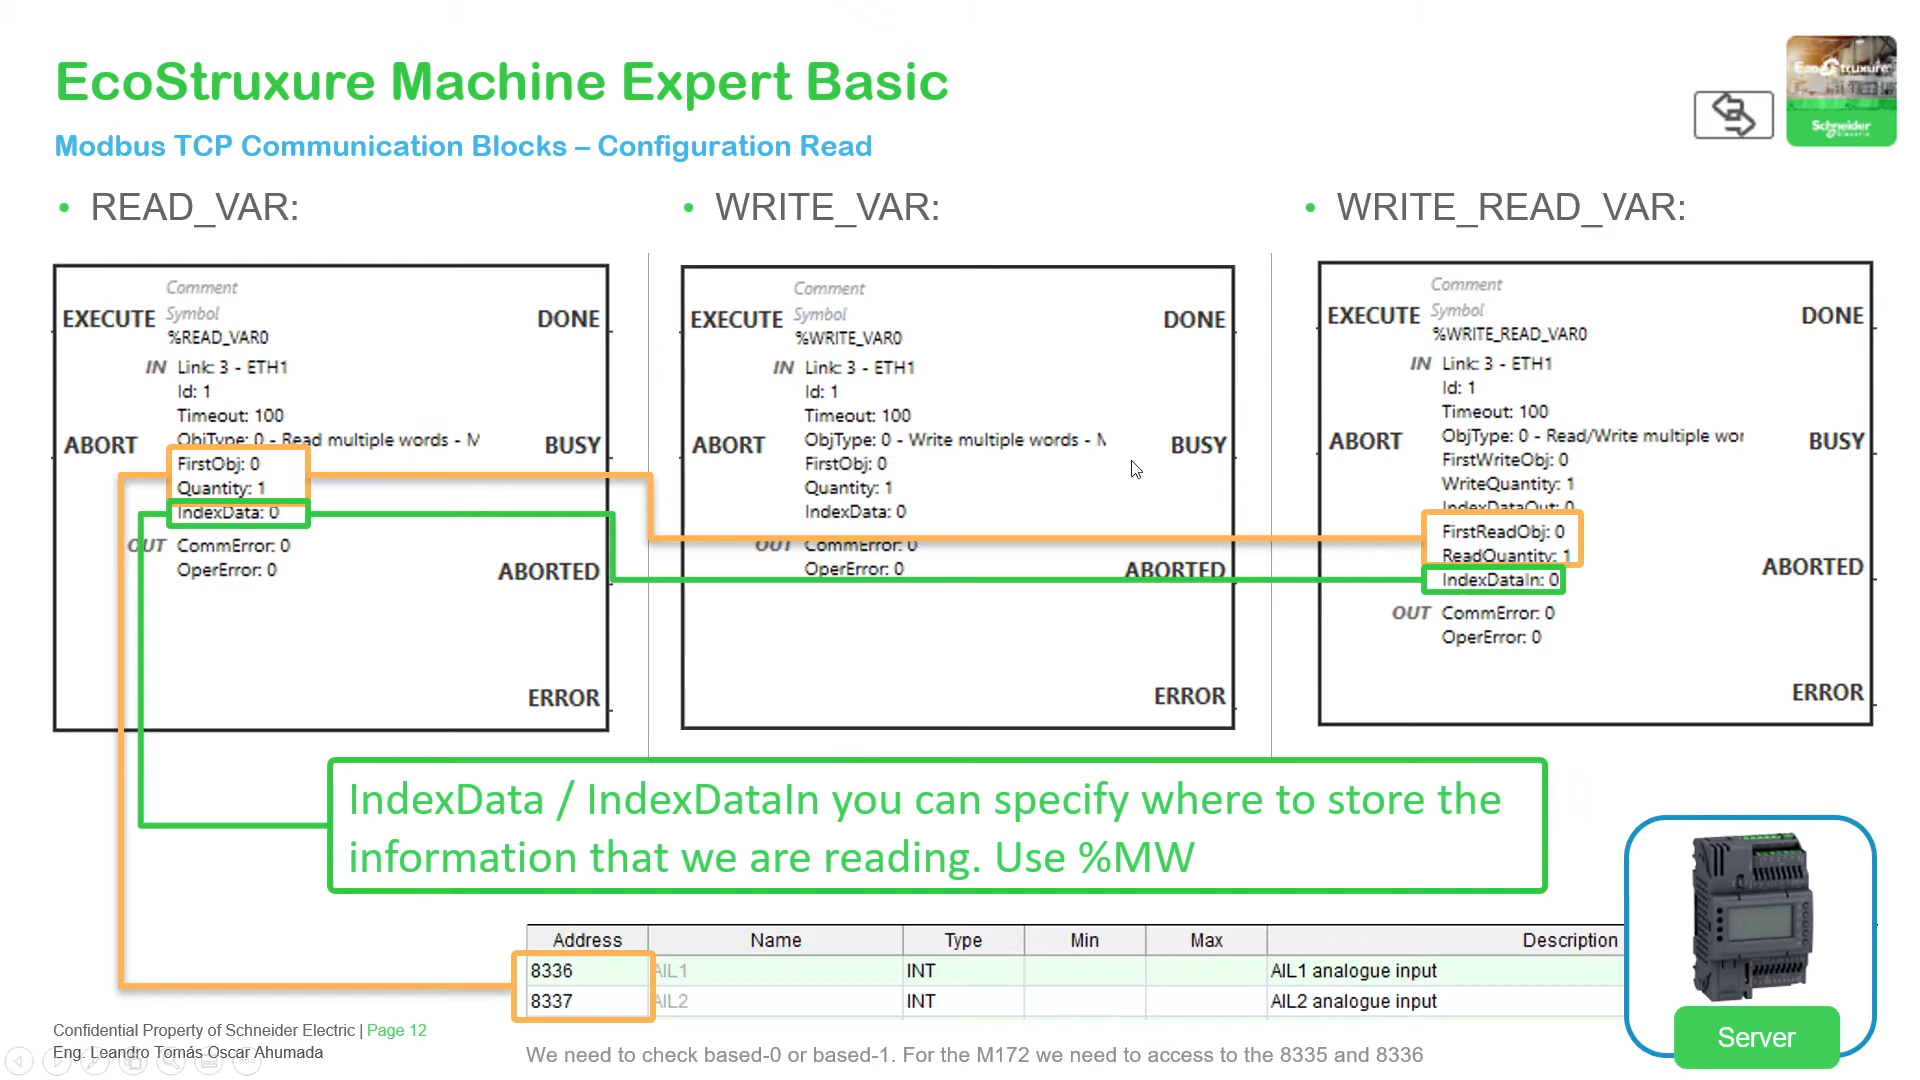 EcoStruxure Machine Expert Basic
Modbus TCP Communication Blocks – Configuration Read
Schneider
• READ_VAR:
Comment
EXECUTE
Symbol
DONE
%READ_VAR0
IN Link: 3 - ETH1
Id: 1
Timeout: 100
ObjType: 0 - Read multiple words - M
ABORT
BUSY
FirstObj: 0
Quantity: 1
IndexData: 0
OUT CommError: 0
OperError: 0
ABORTED
ERROR
• WRITE_VAR:
Comment
EXECUTE
Symbol
DONE
%WRITE_VAR0
IN Link: 3 - ETH1
Id: 1
Timeout: 100
ObjType: 0 - Write multiple words - M
ABORT
BUSY
FirstObj: 0
Quantity: 1
IndexData: 0
OUT CommError: 0
OperError: 0
ABORTED
ERROR
• WRITE_READ_VAR:
Comment
EXECUTE
Symbol
DONE
%WRITE_READ_VAR0
IN Link: 3 - ETH1
Id: 1
Timeout: 100
ObjType: 0 - Read/Write multiple wor
ABORT
BUSY
FirstWriteObj: 0
WriteQuantity: 1
IndexDataOut: 0
FirstReadObj: 0
ReadQuantity: 1
IndexDataIn: 0
ABORTED
OUT CommError: 0
OperError: 0
ERROR
IndexData / IndexDataIn you can specify where to store the
information that we are reading. Use %MW
Address Name Type Min Max Description
8336 AIL1 INT AIL1 analogue input
8337 AIL2 INT AIL2 analogue input
Server
Confidential Property of Schneider Electric | Page 12
Eng. Leandro Tomás Oscar Ahumada
We need to check based-0 or based-1. For the M172 we need to access to the 8335 and 8336